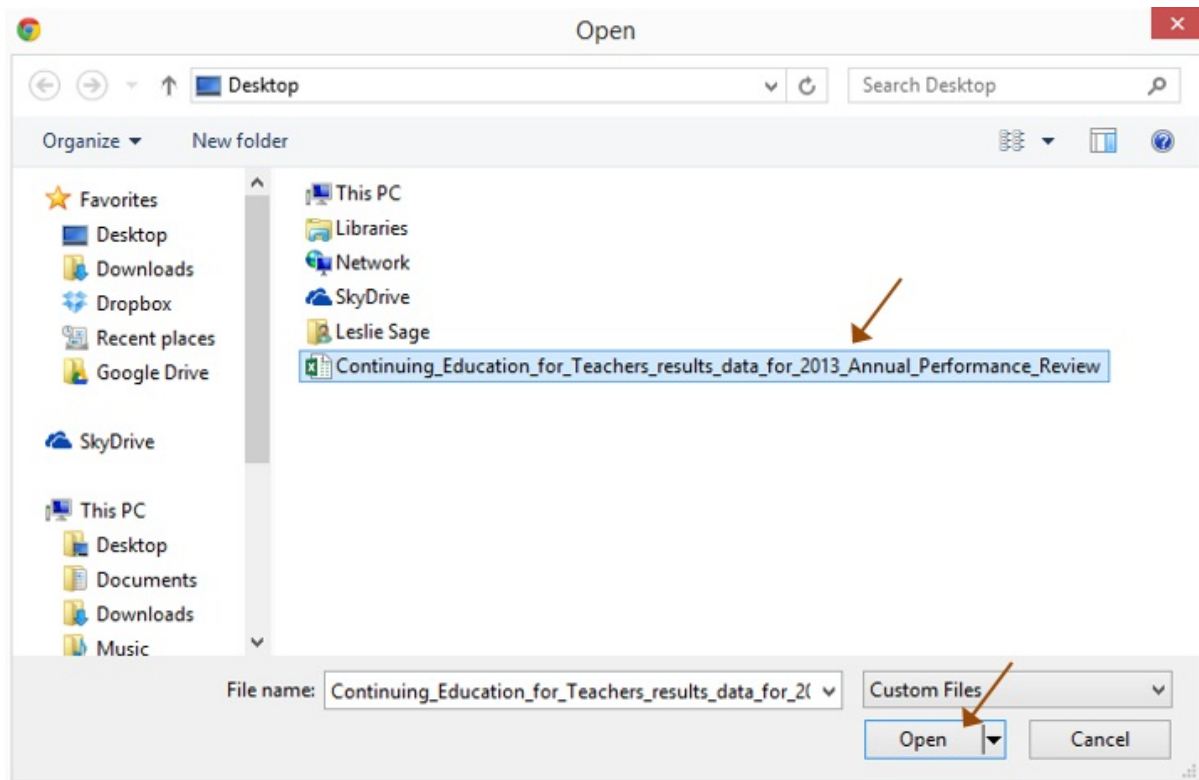 Open
Desktop
Search Desktop
Organize
New folder
Favorites
Desktop
Downloads
Dropbox
Recent places
Google Drive
SkyDrive
This PC
Desktop
Documents
Downloads
Music
This PC
Libraries
Network
SkyDrive
Leslie Sage
Continuing_Education_for_Teachers_results_data_for_2013_Annual_Performance_Review
File name: Continuing_Education_for_Teachers_results_data_for_2(
Custom Files
Open
Cancel